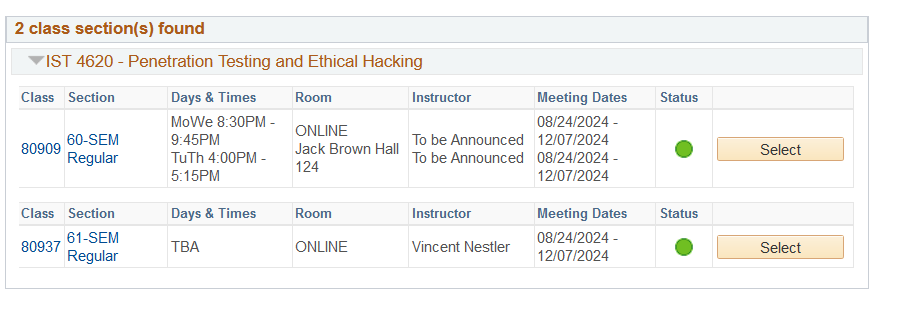 2 class section(s) found
IST 4620 - Penetration Testing and Ethical Hacking
Class Section Days & Times Room Instructor Meeting Dates Status
80909
60-SEM
Regular
MoWe 8:30PM -
9:45PM
TuTh 4:00PM -
5:15PM
ONLINE
Jack Brown Hall
124
To be Announced
To be Announced
08/24/2024 -
12/07/2024
08/24/2024 -
12/07/2024
Select
Class Section Days & Times Room Instructor Meeting Dates Status
80937
61-SEM
Regular
TBA
ONLINE
Vincent Nestler
08/24/2024 -
12/07/2024
Select